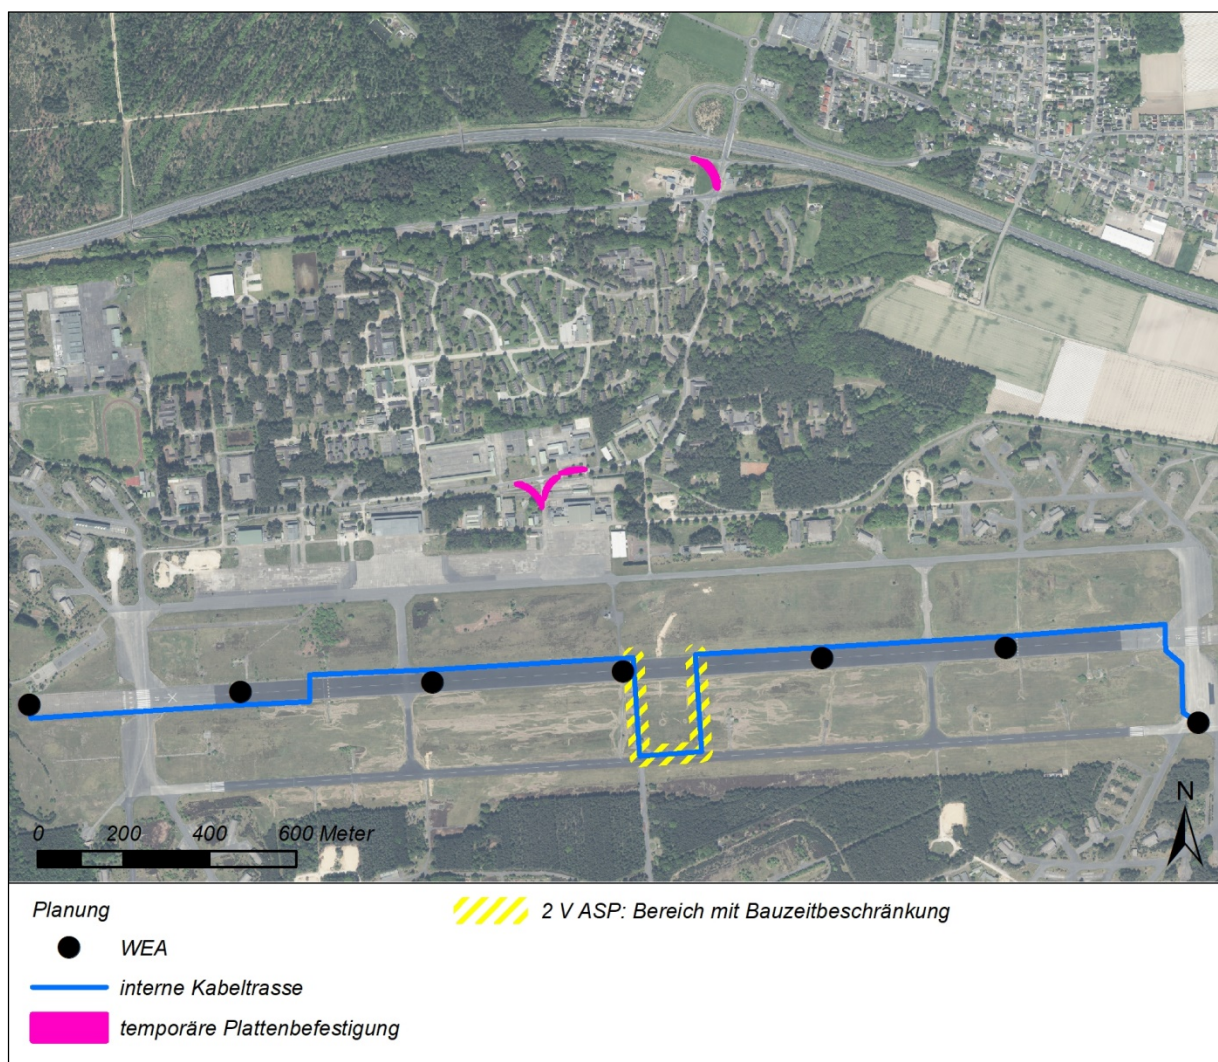 N
0 200 400 600 Meter
Planung
2 V ASP: Bereich mit Bauzeitbeschränkung
WEA
interne Kabeltrasse
temporäre Plattenbefestigung